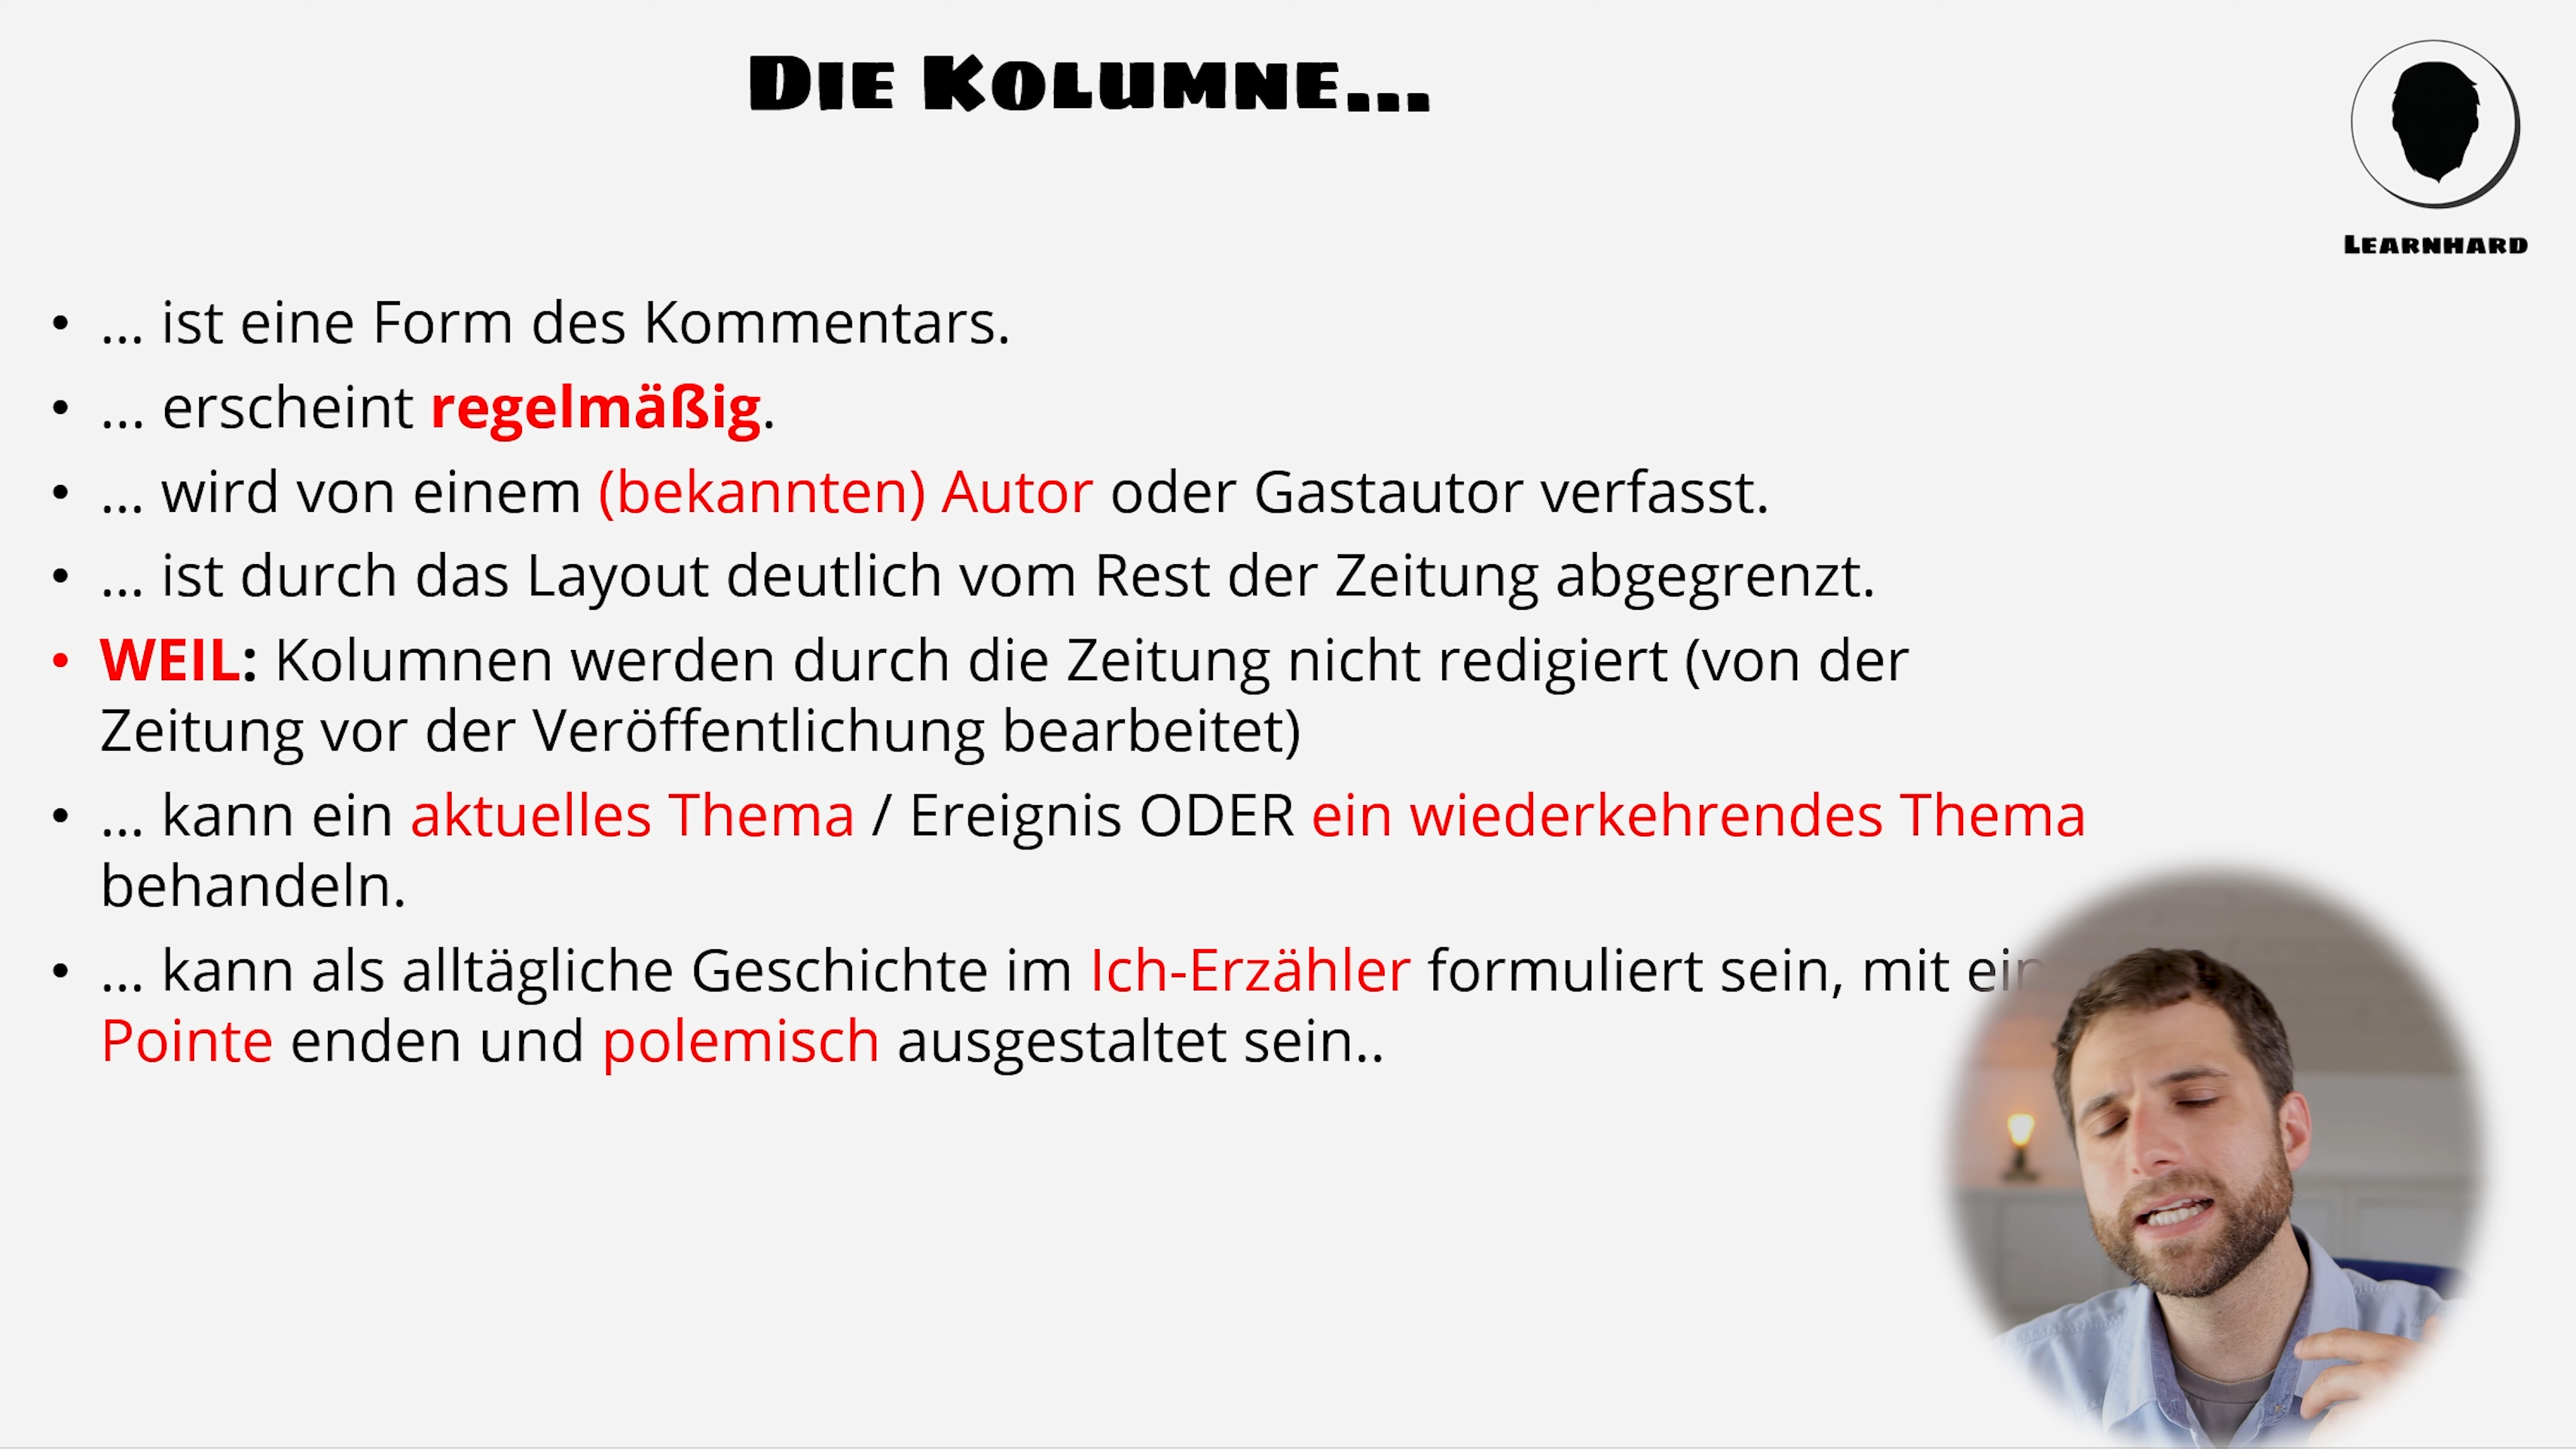 Die Kolumne...
Learnhard
• ... ist eine Form des Kommentars.
• ... erscheint regelmäßig.
• ... wird von einem (bekannten) Autor oder Gastautor verfasst.
• ... ist durch das Layout deutlich vom Rest der Zeitung abgegrenzt.
• WEIL: Kolumnen werden durch die Zeitung nicht redigiert (von der
Zeitung vor der Veröffentlichung bearbeitet)
• ... kann ein aktuelles Thema / Ereignis ODER ein wiederkehrendes Thema
behandeln.
• ... kann als alltägliche Geschichte im Ich-Erzähler formuliert sein, mit
Pointe enden und polemisch ausgestaltet sein..